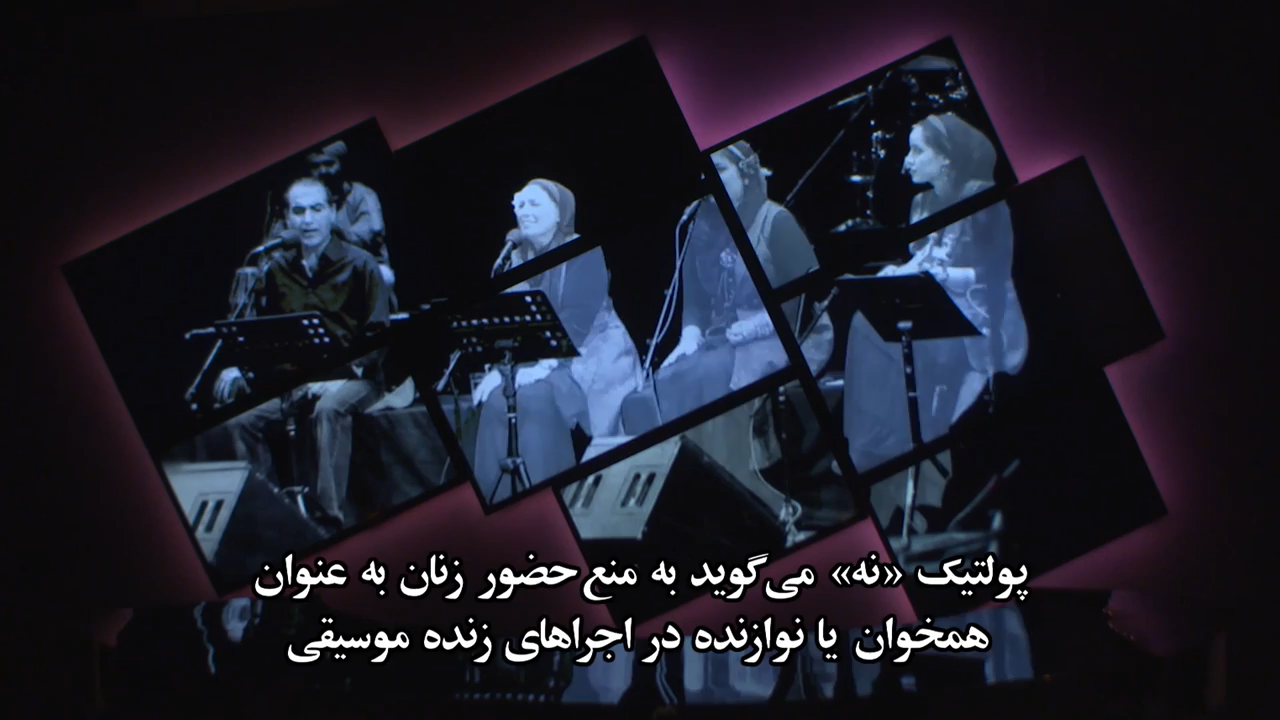 پولتیک «نه» می‌گوید به منع حضور زنان به عنوان
همخوان یا نوازنده در اجراهای زنده موسیقی